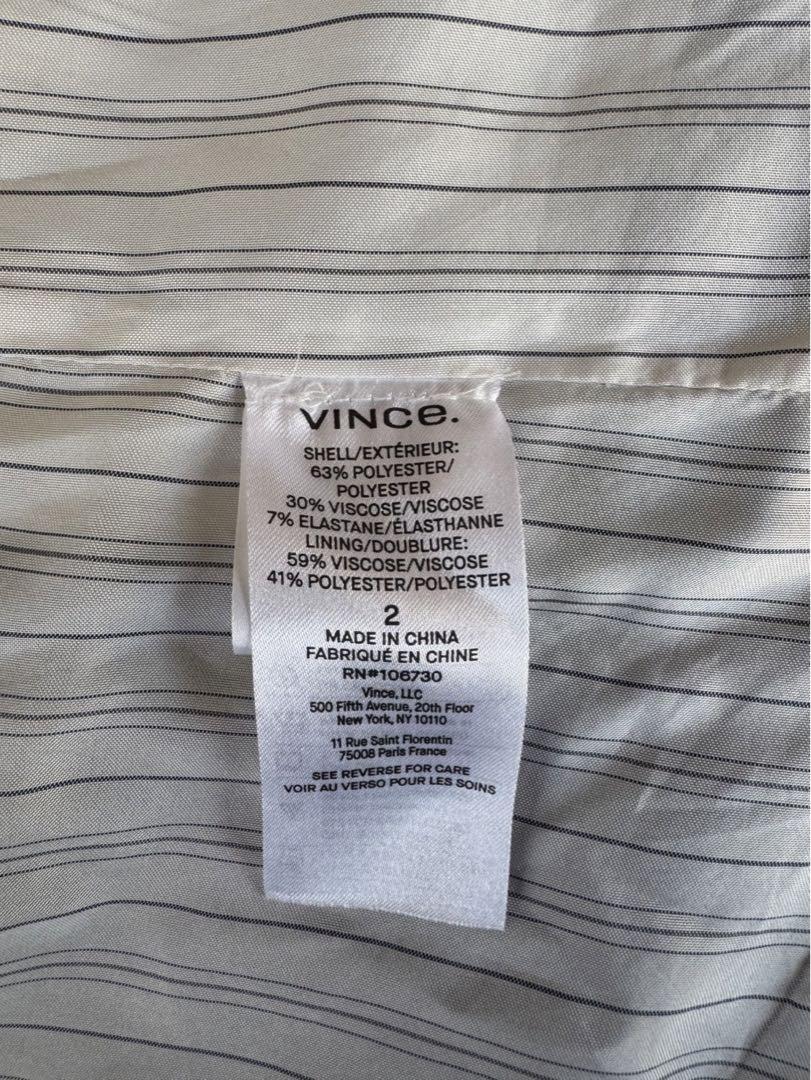 VINCe.
SHELL/EXTÉRIEUR:
63% POLYESTER/
POLYESTER
30% VISCOSE/VISCOSE
7% ELASTANE/ÉLASTHANNE
LINING/DOUBLURE:
59% VISCOSE/VISCOSE
41% POLYESTER/POLYESTER
2
MADE IN CHINA
FABRIQUÉ EN CHINE
RN#106730
Vince, LLC
500 Fifth Avenue, 20th Floor
New York, NY 10110
11 Rue Saint Florentin
75008 Paris France
SEE REVERSE FOR CARE
VOIR AU VERSO POUR LES SOINS